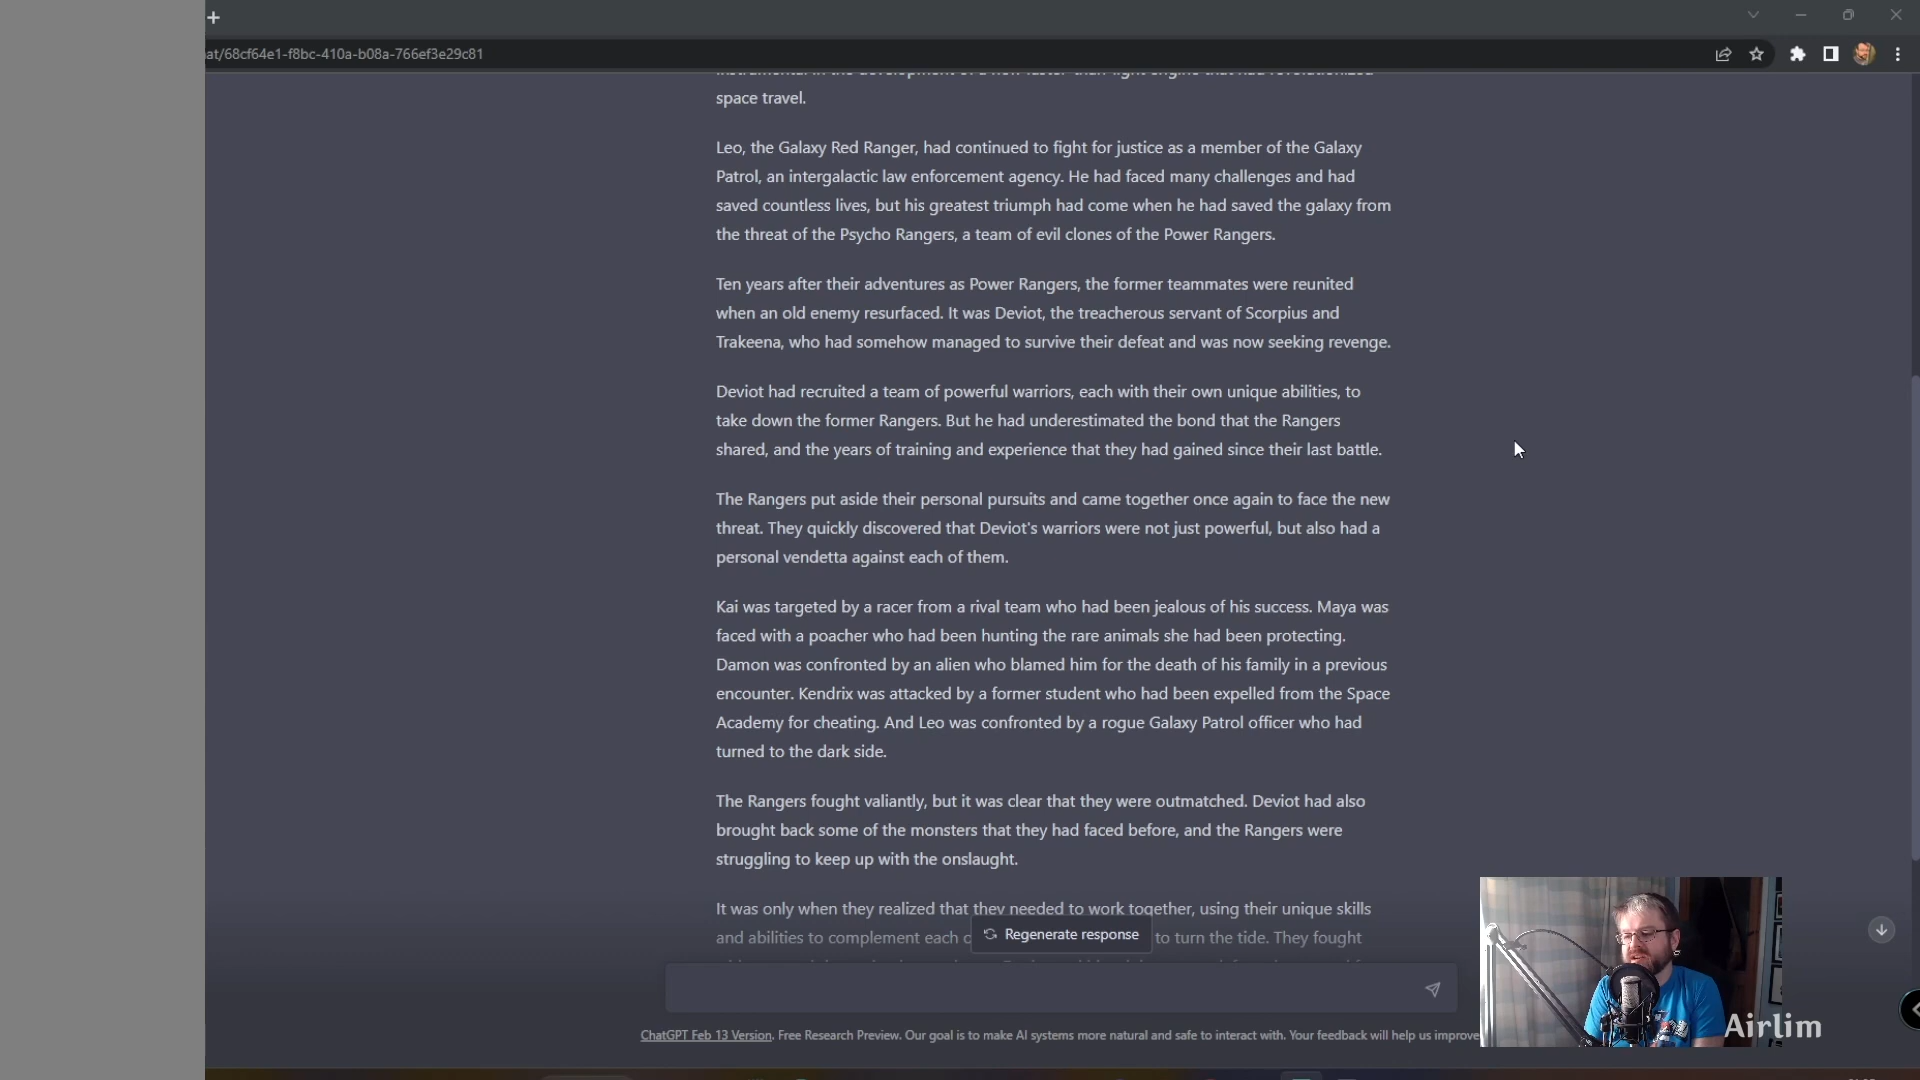 at/68cf64e1-f8bc-410a-b08a-766ef3e29c81
instrumental in the development of a new faster-than-light engine that had revolutionized
space travel.
Leo, the Galaxy Red Ranger, had continued to fight for justice as a member of the Galaxy
Patrol, an intergalactic law enforcement agency. He had faced many challenges and had
saved countless lives, but his greatest triumph had come when he had saved the galaxy from
the threat of the Psycho Rangers, a team of evil clones of the Power Rangers.
Ten years after their adventures as Power Rangers, the former teammates were reunited
when an old enemy resurfaced. It was Deviot, the treacherous servant of Scorpius and
Trakeena, who had somehow managed to survive their defeat and was now seeking revenge.
Deviot had recruited a team of powerful warriors, each with their own unique abilities, to
take down the former Rangers. But he had underestimated the bond that the Rangers
shared, and the years of training and experience that they had gained since their last battle.
The Rangers put aside their personal pursuits and came together once again to face the new
threat. They quickly discovered that Deviot's warriors were not just powerful, but also had a
personal vendetta against each of them.
Kai was targeted by a racer from a rival team who had been jealous of his success. Maya was
faced with a poacher who had been hunting the rare animals she had been protecting.
Damon was confronted by an alien who blamed him for the death of his family in a previous
encounter. Kendrix was attacked by a former student who had been expelled from the Space
Academy for cheating. And Leo was confronted by a rogue Galaxy Patrol officer who had
turned to the dark side.
The Rangers fought valiantly, but it was clear that they were outmatched. Deviot had also
brought back some of the monsters that they had faced before, and the Rangers were
struggling to keep up with the onslaught.
It was only when they realized that they needed to work together, using their unique skills
and abilities to complement each to turn the tide. They fought
Regenerate response
ChatGPT Feb 13 Version. Free Research Preview. Our goal is to make AI systems more natural and safe to interact with. Your feedback will help us improve
Airlim